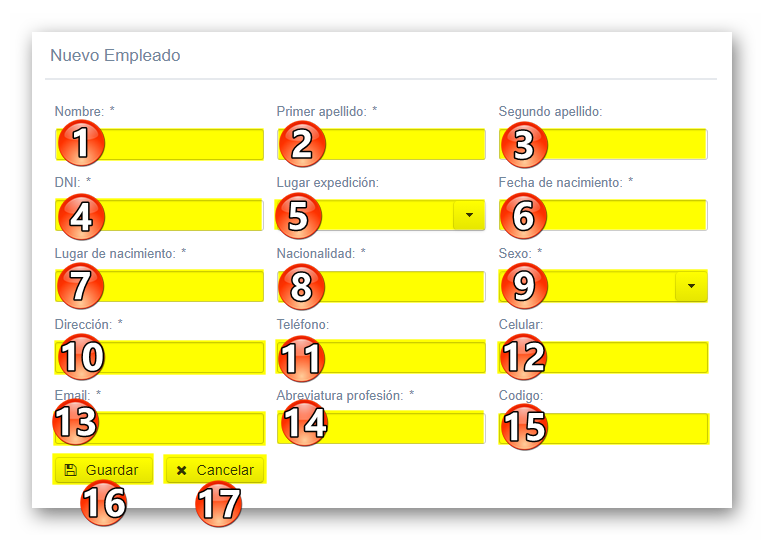 Nuevo Empleado
Nombre: * Primer apellido: * Segundo apellido:
1 2 3
DNI: * Lugar expedición: Fecha de nacimiento: *
4 5 6
Lugar de nacimiento: * Nacionalidad: * Sexo: *
7 8 9
Dirección: * Teléfono: Celular:
10 11 12
Email: * Abreviatura profesión: * Codigo:
13 14 15
Guardar Cancelar
16 17